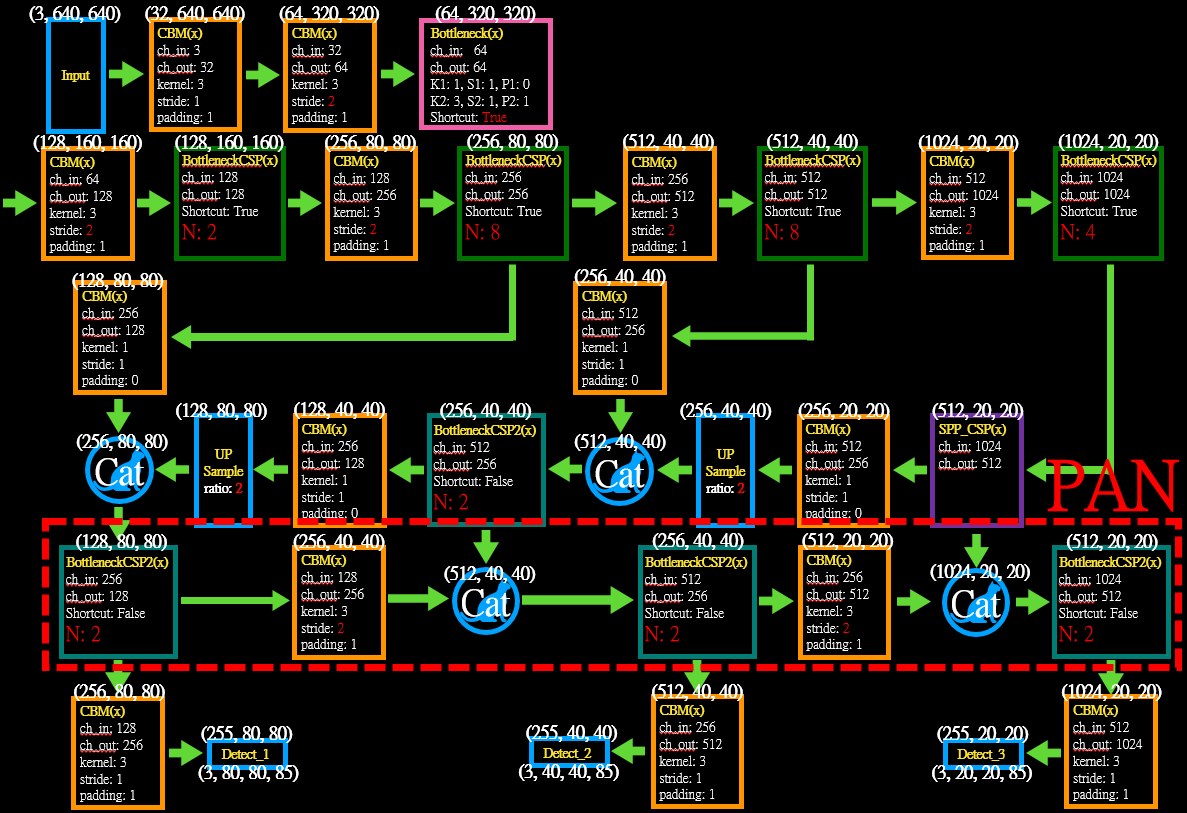 (3, 640, 640)
Input
(32, 640, 640)
CBM(x)
ch_in: 3
ch_out: 32
kernel: 3
stride: 1
padding: 1
(64, 320, 320)
CBM(x)
ch_in: 32
ch_out: 64
kernel: 3
stride: 2
padding: 1
(64, 320, 320)
Bottleneck(x)
ch_in: 64
ch_out: 64
K1: 1, S1: 1, P1: 0
K2: 3, S2: 1, P2: 1
Shortcut: True
(128, 160, 160)
CBM(x)
ch_in: 64
ch_out: 128
kernel: 3
stride: 2
padding: 1
(128, 160, 160)
BottleneckCSP(x)
ch_in: 128
ch_out: 128
Shortcut: True
N: 2
(256, 80, 80)
CBM(x)
ch_in: 128
ch_out: 256
kernel: 3
stride: 2
padding: 1
(256, 80, 80)
BottleneckCSP(x)
ch_in: 256
ch_out: 256
Shortcut: True
N: 8
(512, 40, 40)
CBM(x)
ch_in: 256
ch_out: 512
kernel: 3
stride: 2
padding: 1
(512, 40, 40)
BottleneckCSP(x)
ch_in: 512
ch_out: 512
Shortcut: True
N: 8
(1024, 20, 20)
CBM(x)
ch_in: 512
ch_out: 1024
kernel: 3
stride: 2
padding: 1
(1024, 20, 20)
BottleneckCSP(x)
ch_in: 1024
ch_out: 1024
Shortcut: True
N: 4
(128, 80, 80)
CBM(x)
ch_in: 256
ch_out: 128
kernel: 1
stride: 1
padding: 0
(256, 40, 40)
CBM(x)
ch_in: 512
ch_out: 256
kernel: 1
stride: 1
padding: 0
(256, 80, 80)
Cat
(128, 80, 80)
UP
Sample
ratio: 2
(128, 40, 40)
CBM(x)
ch_in: 256
ch_out: 128
kernel: 1
stride: 1
padding: 0
(256, 40, 40)
BottleneckCSP2(x)
ch_in: 512
ch_out: 256
Shortcut: False
N: 2
(512, 40, 40)
Cat
(256, 40, 40)
UP
Sample
ratio: 2
(256, 20, 20)
CBM(x)
ch_in: 512
ch_out: 256
kernel: 1
stride: 1
padding: 0
(512, 20, 20)
SPP_CSP(x)
ch_in: 1024
ch_out: 512
PAN
(128, 80, 80)
BottleneckCSP2(x)
ch_in: 256
ch_out: 128
Shortcut: False
N: 2
(256, 40, 40)
CBM(x)
ch_in: 128
ch_out: 256
kernel: 3
stride: 2
padding: 1
(512, 40, 40)
Cat
(256, 40, 40)
BottleneckCSP2(x)
ch_in: 512
ch_out: 256
Shortcut: False
N: 2
(512, 20, 20)
CBM(x)
ch_in: 256
ch_out: 512
kernel: 3
stride: 2
padding: 1
(1024, 20, 20)
Cat
(512, 20, 20)
BottleneckCSP2(x)
ch_in: 1024
ch_out: 512
Shortcut: False
N: 2
(256, 80, 80)
CBM(x)
ch_in: 128
ch_out: 256
kernel: 3
stride: 1
padding: 1
(255, 80, 80)
Detect_1
(3, 80, 80, 85)
(255, 40, 40)
Detect_2
(3, 40, 40, 85)
(512, 40, 40)
CBM(x)
ch_in: 256
ch_out: 512
kernel: 3
stride: 1
padding: 1
(255, 20, 20)
Detect_3
(3, 20, 20, 85)
(1024, 20, 20)
CBM(x)
ch_in: 512
ch_out: 1024
kernel: 3
stride: 1
padding: 1